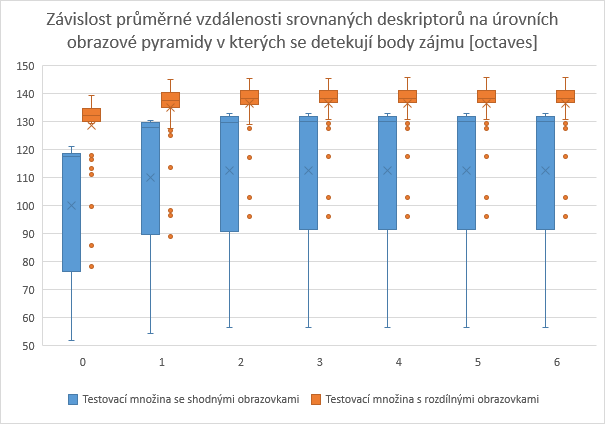 Závislost průměrné vzdálenosti srovnaných deskriptorů na úrovních
obrazové pyramidy v kterých se detekují body zájmu [octaves]
150
140
130
120
110
100
90
80
70
60
50
0 1 2 3 4 5 6
Testovací množina se shodnými obrazovkami Testovací množina s rozdílnými obrazovkami